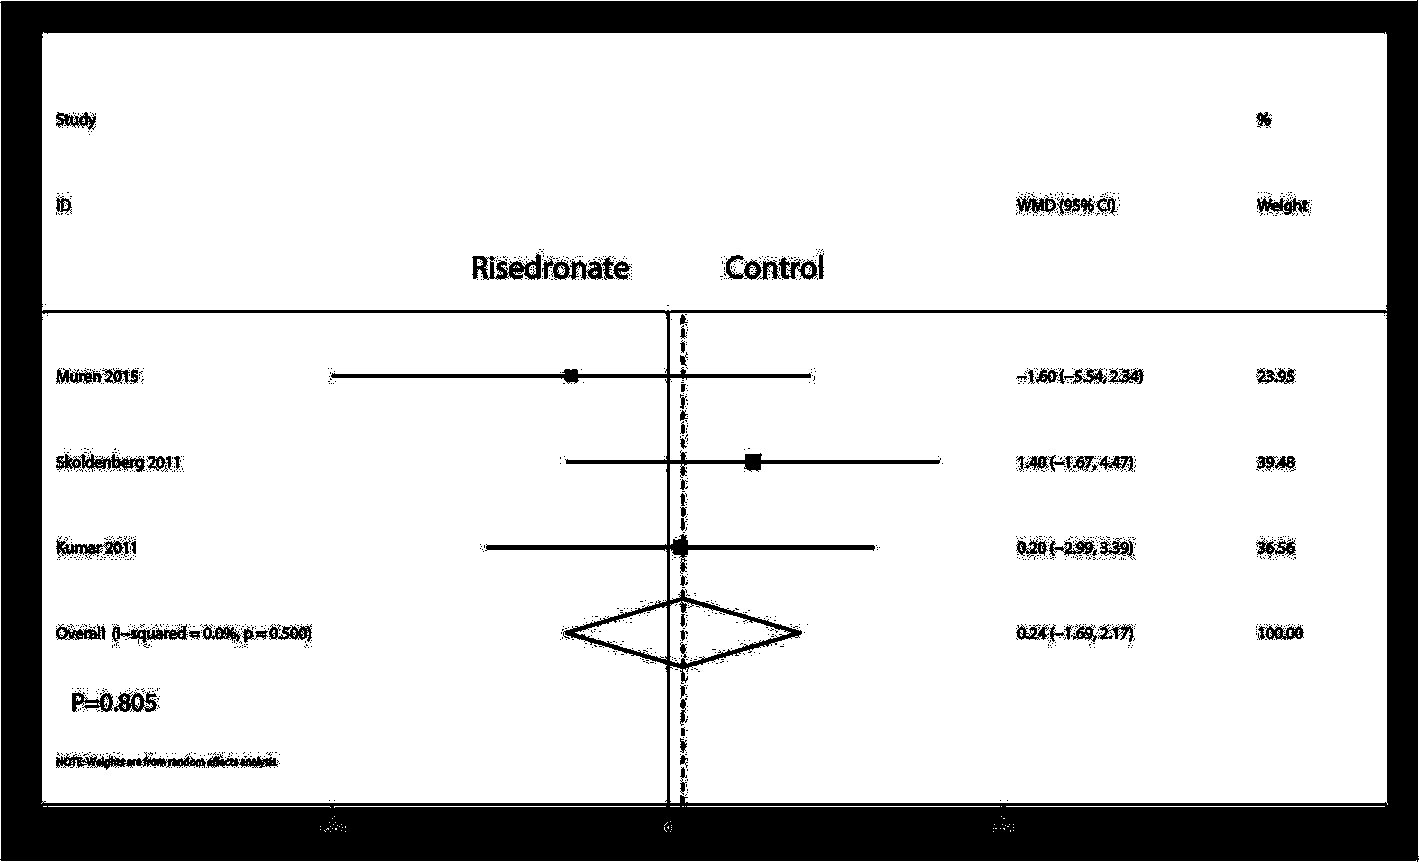 Study %
ID WMD (95% CI) Weight
Risedronate Control
Muren 2015 −1.60 (−5.54, 2.34) 23.95
Skoldenberg 2011 1.40 (−1.67, 4.47) 39.48
Kumar 2011 0.20 (−2.99, 3.39) 36.56
Overall (I−squared = 0.0%, p = 0.500) 0.24 (−1.69, 2.17) 100.00
P=0.805
NOTE: Weights are from random effects analysis
0